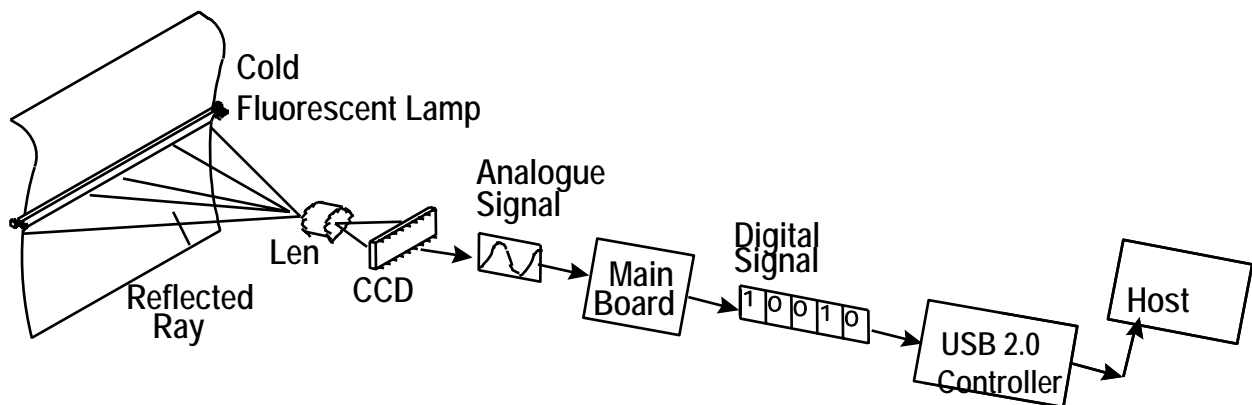 Cold
Fluorescent Lamp
Reflected
Ray
Len
CCD
Analogue
Signal
Main
Board
Digital
Signal
1 0 0 1 0
USB 2.0
Controller
Host